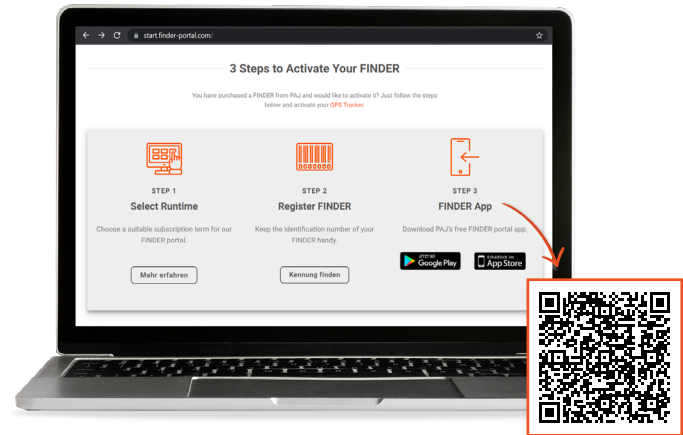 start.finder-portal.com/
3 Steps to Activate Your FINDER
You have purchased a FINDER from PAJ and would like to activate it? Just follow the steps
below and activate your GPS Tracker.
STEP 1
Select Runtime
Choose a suitable subscription term for our
FINDER portal.
Mehr erfahren
STEP 2
Register FINDER
Keep the identification number of your
FINDER handy.
Kennung finden
STEP 3
FINDER App
Download PAJ's free FINDER portal app.
JETZT BEI
Google Play
Erhältlich im
App Store